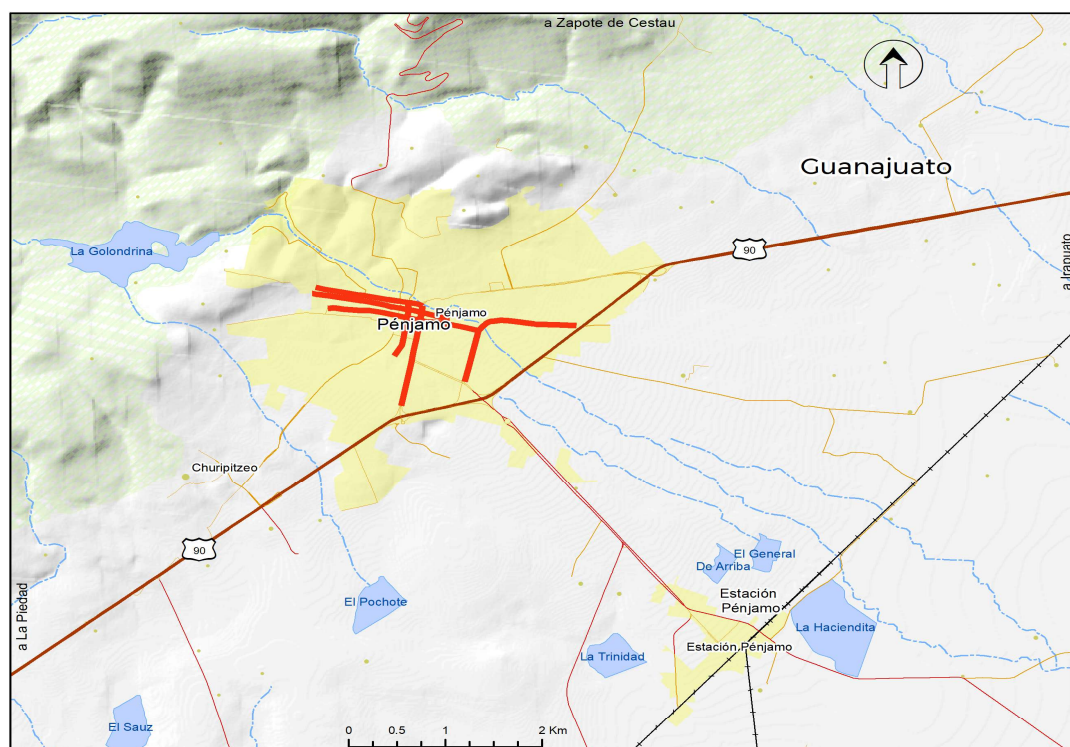 a Zapote de Cestau
Guanajuato
90
a Irapuato
La Golondrina
Pénjamo
Pénjamo
Churipitzeo
90
El General
De Arriba
Estación
Pénjamo
El Pochote
a La Piedad
La Haciendita
Estación Pénjamo
La Trinidad
El Sauz
0 0.5 1 2 Km